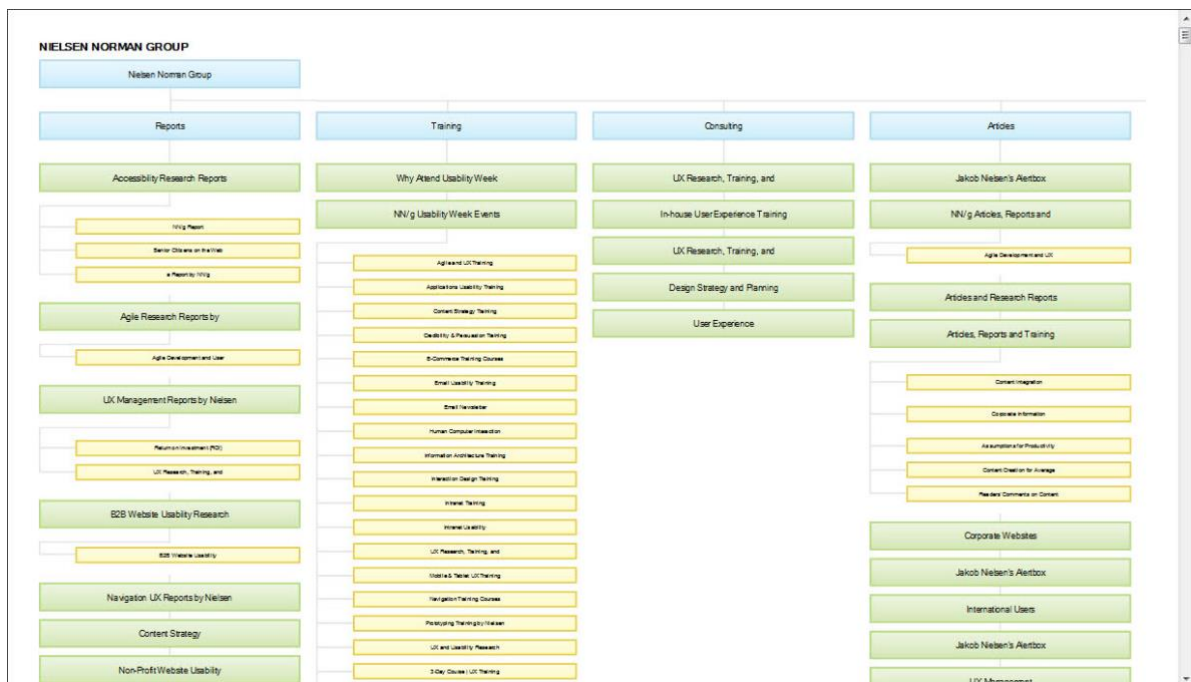 NIELSEN NORMAN GROUP
Nielsen Norman Group
Reports
Accessibility Research Reports
NN/g Report
Senior Citizens on the Web
e Report by NN/g
Agile Research Reports by
Agile Development and User
UX Management Reports by Nielsen
Return on Investment (ROI)
UX Research, Training, and
B2B Website Usability Research
B2B Website Usability
Navigation UX Reports by Nielsen
Content Strategy
Non-Profit Website Usability
Training
Why Attend Usability Week
NN/g Usability Week Events
Agile and UX Training
Applications Usability Training
Content Strategy Training
Credibility & Persuasion Training
E-Commerce Training Courses
Email Usability Training
Email Newsletter
Human Computer Interaction
Information Architecture Training
Interaction Design Training
Intranet Training
Intranet Usability
UX Research, Training, and
Mobile & Tablet UX Training
Navigation Training Courses
Prototyping Training by Nielsen
UX and Usability Research
3-Day Course | UX Training
Consulting
UX Research, Training, and
In-house User Experience Training
UX Research, Training, and
Design Strategy and Planning
User Experience
Articles
Jakob Nielsen's Alertbox
NN/g Articles, Reports and
Agile Development and UX
Articles and Research Reports
Articles, Reports and Training
Content Integration
Corporate Information
Assumptions for Productivity
Content Creation for Average
Readers' Comments on Content
Corporate Websites
Jakob Nielsen's Alertbox
International Users
Jakob Nielsen's Alertbox
UX Management